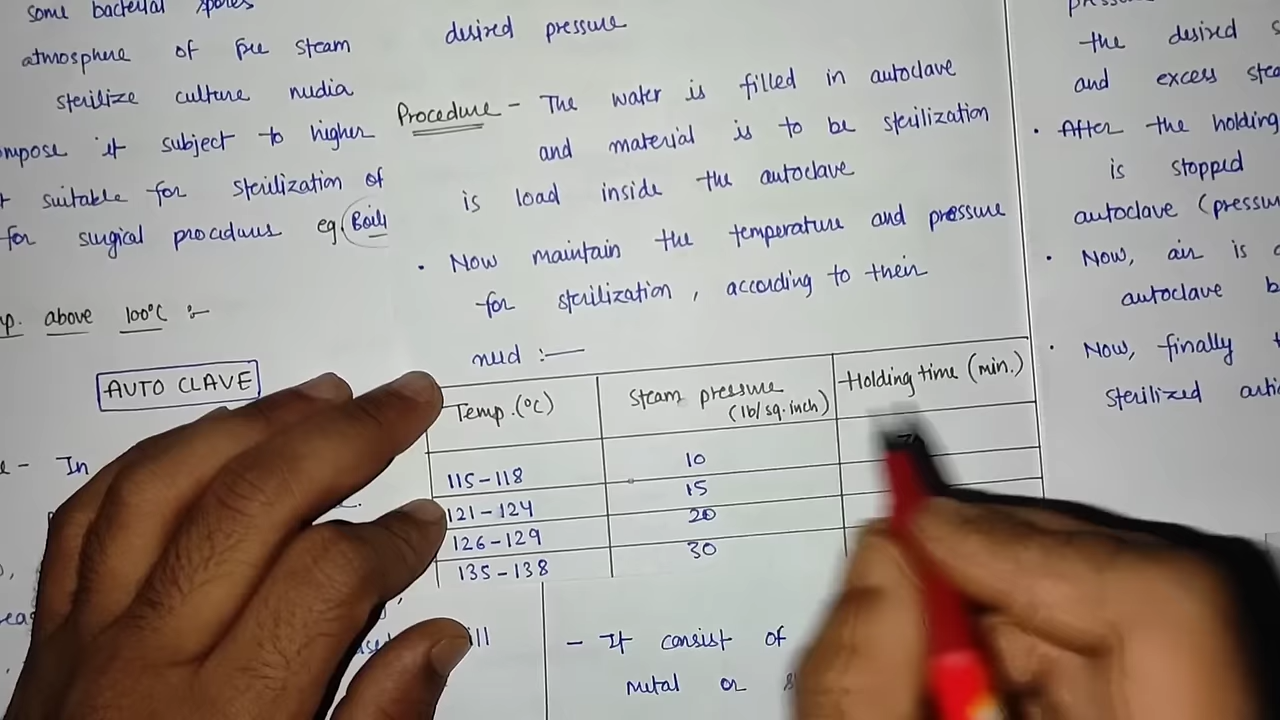 some bacterial spores
atmosphere of free steam
sterilize culture media
it subject to higher
suitable for sterilization of
for surgical procedures eg. Boils
above 100°C :-
AUTO CLAVE
In
desired pressure
Procedure - The water is filled in autoclave
and material is to be sterilization
is load inside the autoclave
• Now maintain the temperature and pressure
for sterilization, according to their
need :—
Temp.(°C) Steam pressure (lb/sq.inch) Holding time (min.)
115-118 10
121-124 15
126-129 20
135-138 30
- It consist of
Metal or
the desired
and excess
• After the holding
is stopped
autoclave
• Now, air is
autoclave
• Now, finally
sterilized